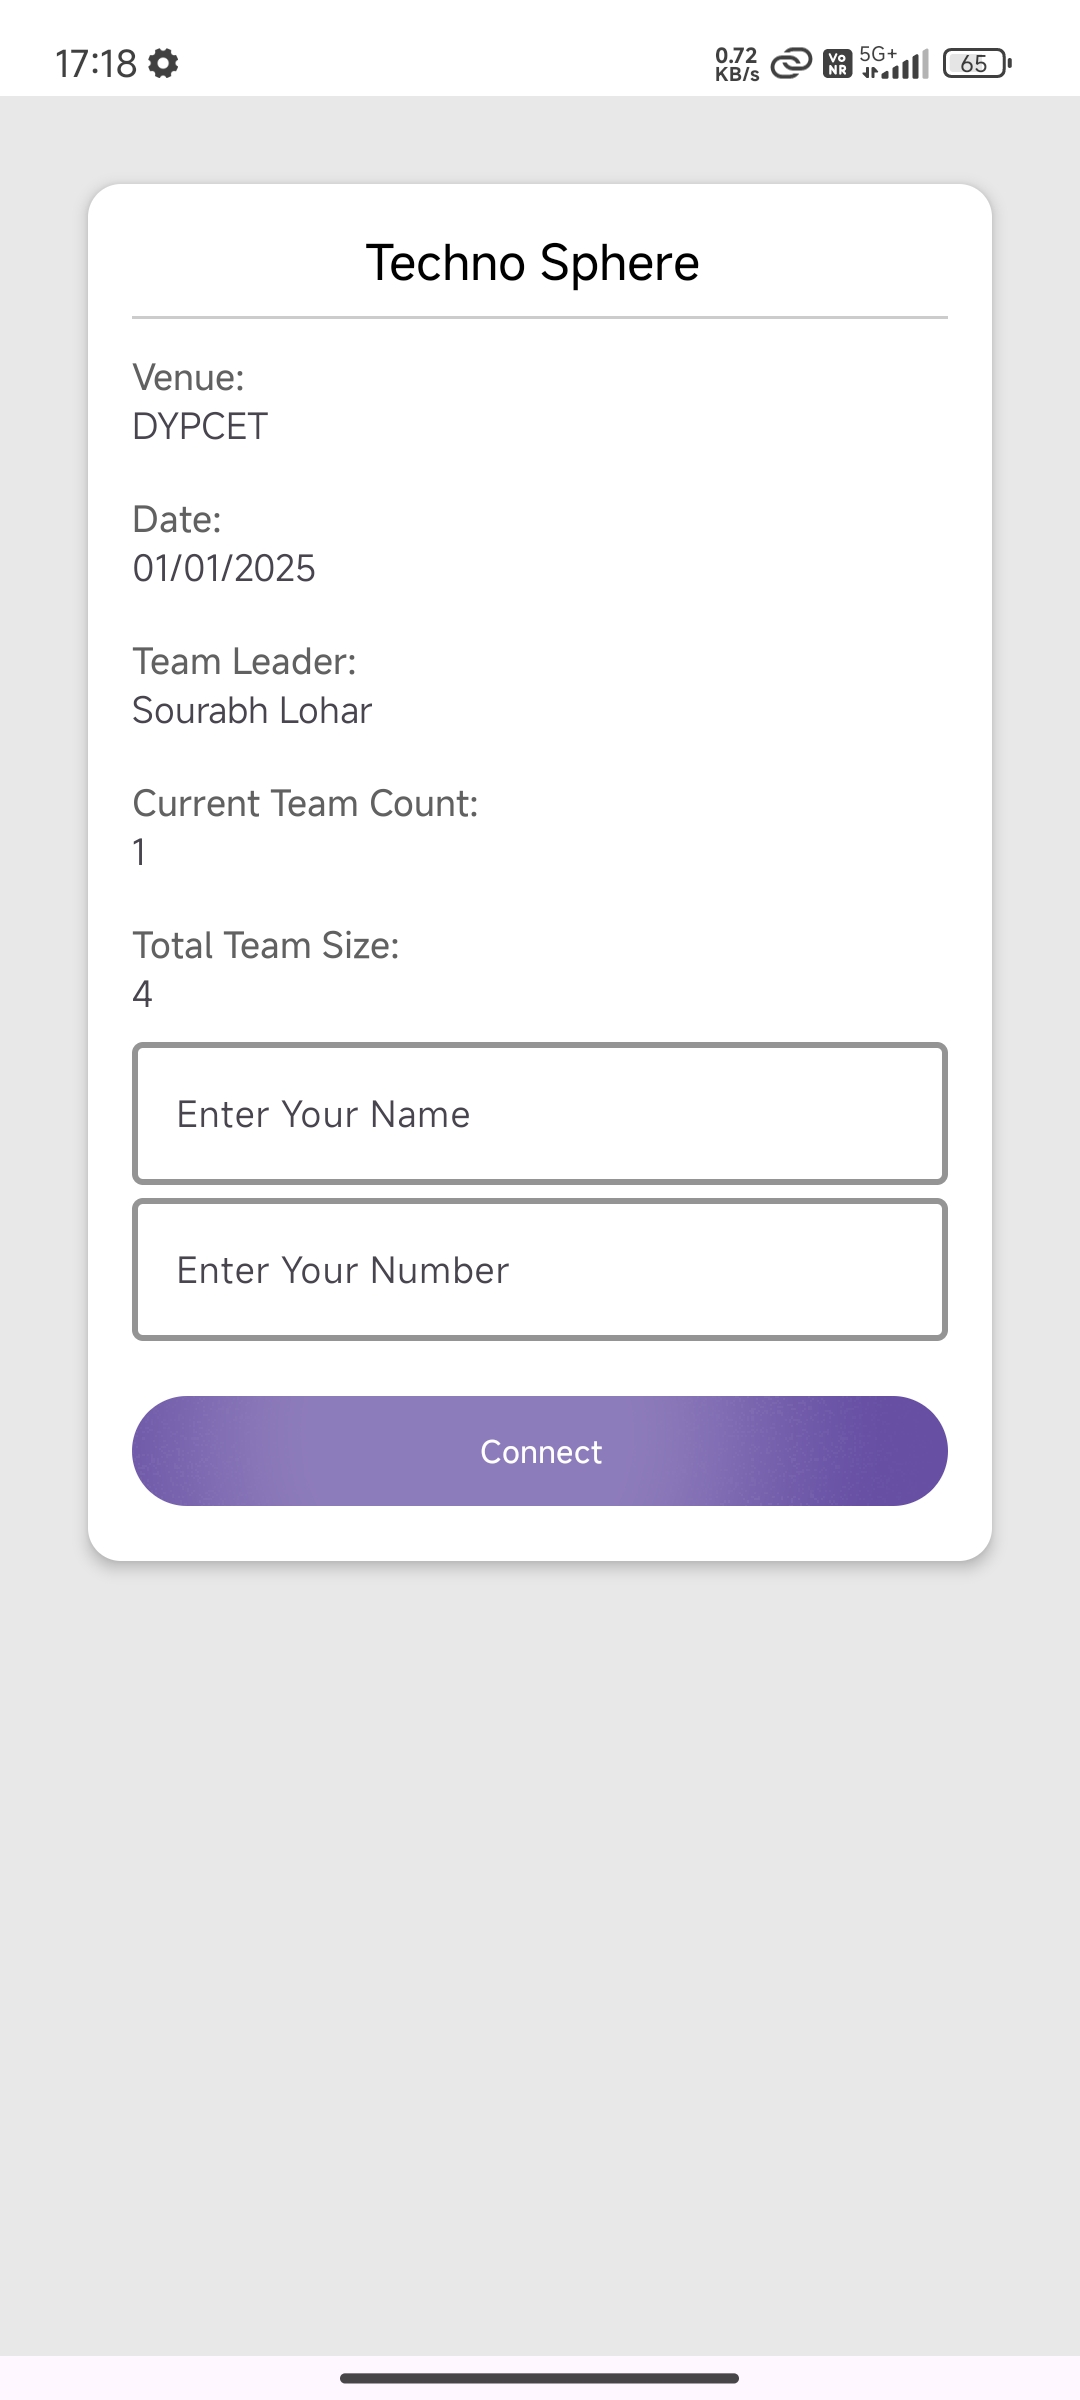 17:18
0.72
KB/s
Vo
NR
5G+
65
Techno Sphere
Venue:
DYPCET
Date:
01/01/2025
Team Leader:
Sourabh Lohar
Current Team Count:
1
Total Team Size:
4
Enter Your Name
Enter Your Number
Connect